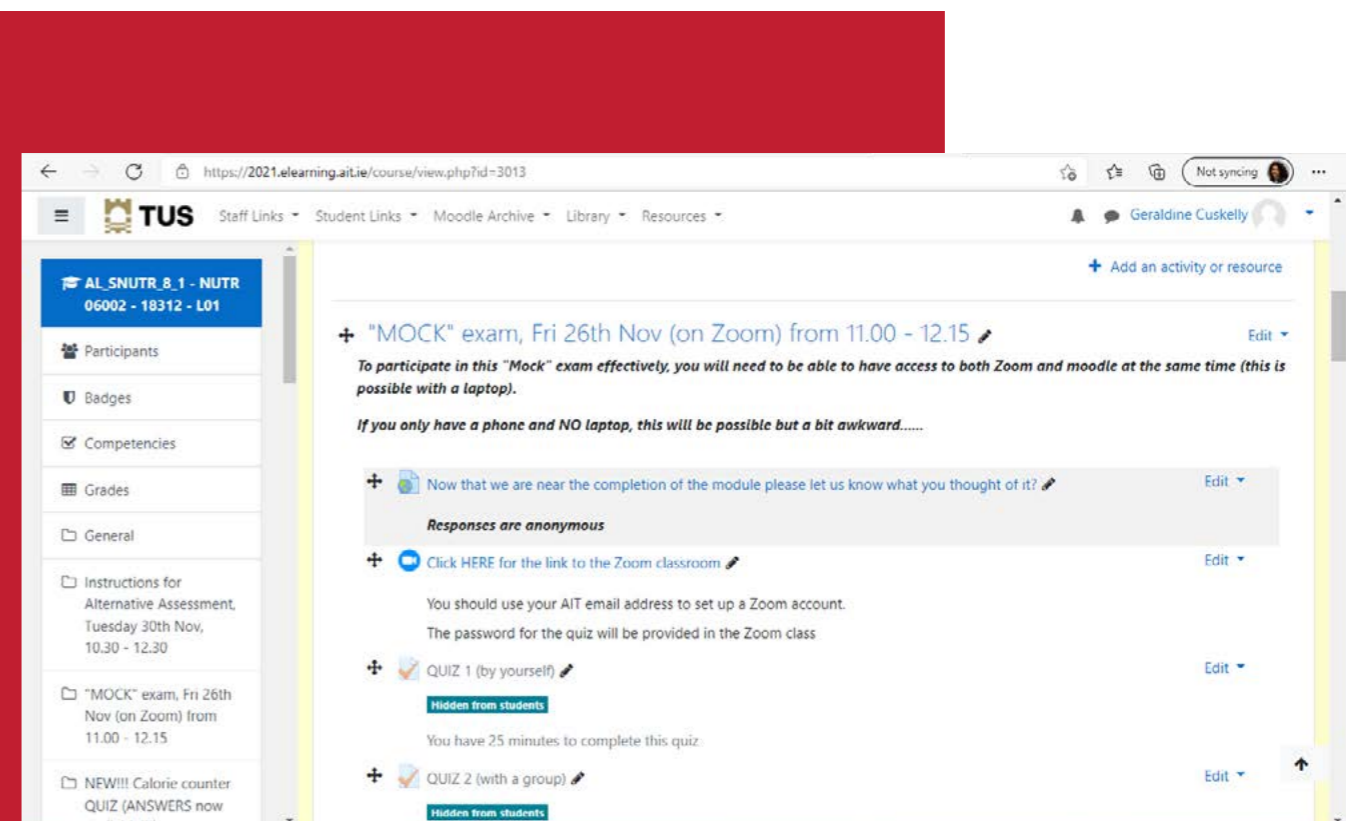 https://2021.elearning.ait.ie/course/view.php?id=3013
Not syncing
TUS
Staff Links
Student Links
Moodle Archive
Library
Resources
Geraldine Cuskelly
AL_SNUTR_8_1 - NUTR
06002 - 18312 - L01
Participants
Badges
Competencies
Grades
General
Instructions for
Alternative Assessment,
Tuesday 30th Nov,
10.30 - 12.30
"MOCK" exam, Fri 26th
Nov (on Zoom) from
11.00 - 12.15
NEW!!! Calorie counter
QUIZ (ANSWERS now
Add an activity or resource
"MOCK" exam, Fri 26th Nov (on Zoom) from 11.00 - 12.15
Edit
To participate in this "Mock" exam effectively, you will need to be able to have access to both Zoom and moodle at the same time (this is
possible with a laptop).
If you only have a phone and NO laptop, this will be possible but a bit awkward......
Now that we are near the completion of the module please let us know what you thought of it?
Edit
Responses are anonymous
Click HERE for the link to the Zoom classroom
Edit
You should use your AIT email address to set up a Zoom account.
The password for the quiz will be provided in the Zoom class
QUIZ 1 (by yourself)
Edit
Hidden from students
You have 25 minutes to complete this quiz
QUIZ 2 (with a group)
Edit
Hidden from students